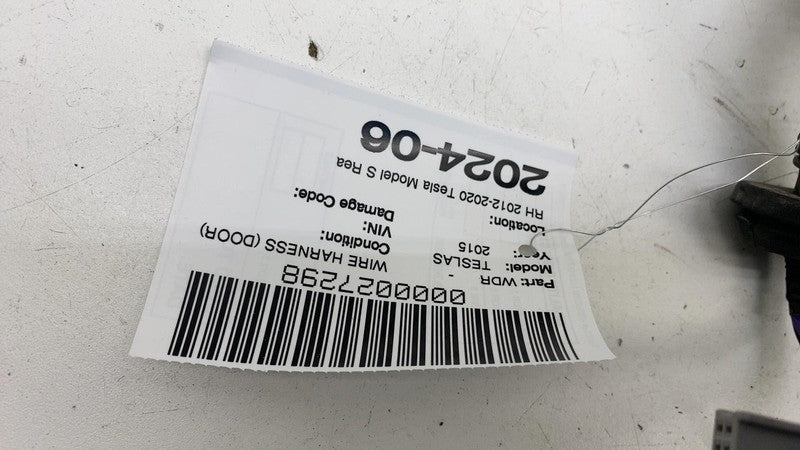 0000027298
Part: WDR - WIRE HARNESS (DOOR)
Model: TESLAS Condition:
Year: 2015 VIN:
Location: Damage Code:
RH 2012-2020 Tesla Model S Rea
2024-06